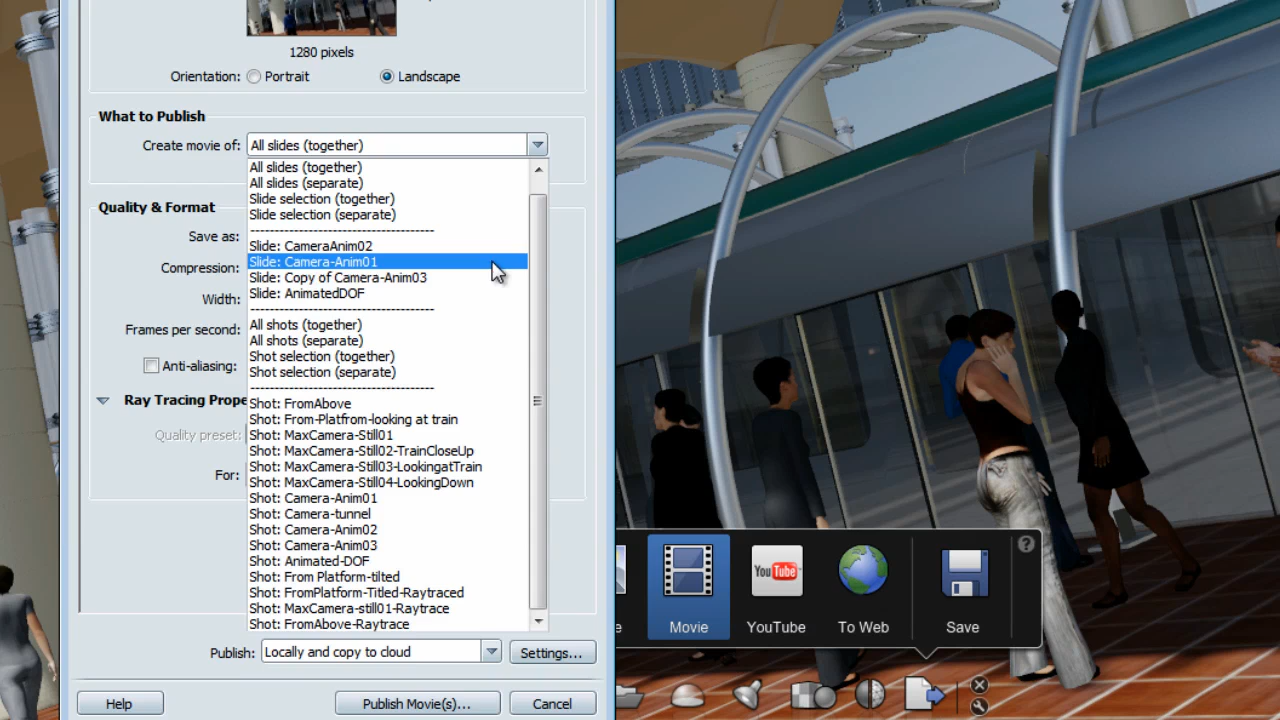 1280 pixels
Orientation: Portrait Landscape
What to Publish
Create movie of: All slides (together)
All slides (together)
All slides (separate)
Slide selection (together)
Slide selection (separate)
----------------------------------
Slide: CameraAnim02
Slide: Camera-Anim01
Slide: Copy of Camera-Anim03
Slide: AnimatedDOF
----------------------------------
All shots (together)
All shots (separate)
Shot selection (together)
Shot selection (separate)
----------------------------------
Shot: FromAbove
Shot: From-Platfrom-looking at train
Shot: MaxCamera-Still01
Shot: MaxCamera-Still02-TrainCloseUp
Shot: MaxCamera-Still03-LookingatTrain
Shot: MaxCamera-Still04-LookingDown
Shot: Camera-Anim01
Shot: Camera-tunnel
Shot: Camera-Anim02
Shot: Camera-Anim03
Shot: Animated-DOF
Shot: From Platform-tilted
Shot: FromPlatform-Titled-Raytraced
Shot: MaxCamera-still01-Raytrace
Shot: FromAbove-Raytrace
Quality & Format
Save as:
Compression:
Width:
Frames per second:
Anti-aliasing:
Ray Tracing Prope
Quality preset:
For:
Publish: Locally and copy to cloud Settings...
Help Publish Movie(s)... Cancel
You Tube
e Movie YouTube To Web Save
?